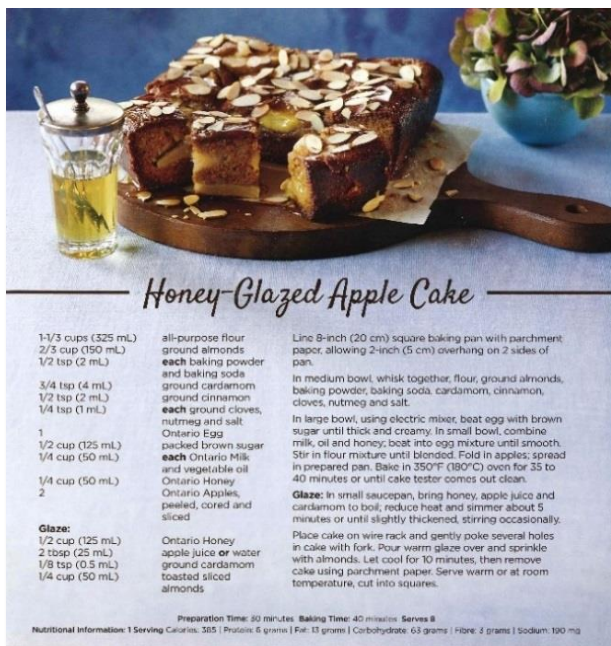 Honey-Glazed Apple Cake
1-1/3 cups (325 mL) all-purpose flour
2/3 cup (150 mL) ground almonds
1/2 tsp (2 mL) each baking powder
and baking soda
3/4 tsp (4 mL) ground cardamom
1/2 tsp (2 mL) ground cinnamon
1/4 tsp (1 mL) each ground cloves,
nutmeg and salt
1 Ontario Egg
1/2 cup (125 mL) packed brown sugar
1/4 cup (50 mL) each Ontario Milk
and vegetable oil
1/4 cup (50 mL) Ontario Honey
2 Ontario Apples,
peeled, cored and
sliced
Glaze:
1/2 cup (125 mL) Ontario Honey
2 tbsp (25 mL) apple juice or water
1/8 tsp (0.5 mL) ground cardamom
1/4 cup (50 mL) toasted sliced
almonds
Line 8-inch (20 cm) square baking pan with parchment
paper, allowing 2-inch (5 cm) overhang on 2 sides of
pan.
In medium bowl, whisk together, flour, ground almonds,
baking powder, baking soda, cardamom, cinnamon,
cloves, nutmeg and salt.
In large bowl, using electric mixer, beat egg with brown
sugar until thick and creamy. In small bowl, combine
milk, oil and honey; beat into egg mixture until smooth.
Stir in flour mixture until blended. Fold in apples; spread
in prepared pan. Bake in 350°F (180°C) oven for 35 to
40 minutes or until cake tester comes out clean.
Glaze: In small saucepan, bring honey, apple juice and
cardamom to boil; reduce heat and simmer about 5
minutes or until slightly thickened, stirring occasionally.
Place cake on wire rack and gently poke several holes
in cake with fork. Pour warm glaze over and sprinkle
with almonds. Let cool for 10 minutes, then remove
cake using parchment paper. Serve warm or at room
temperature, cut into squares.
Preparation Time: 30 minutes Baking Time: 40 minutes Serves 8
Nutritional Information: 1 Serving Calories: 385 | Protein: 6 grams | Fat: 13 grams | Carbohydrate: 63 grams | Fibre: 3 grams | Sodium: 190 mg